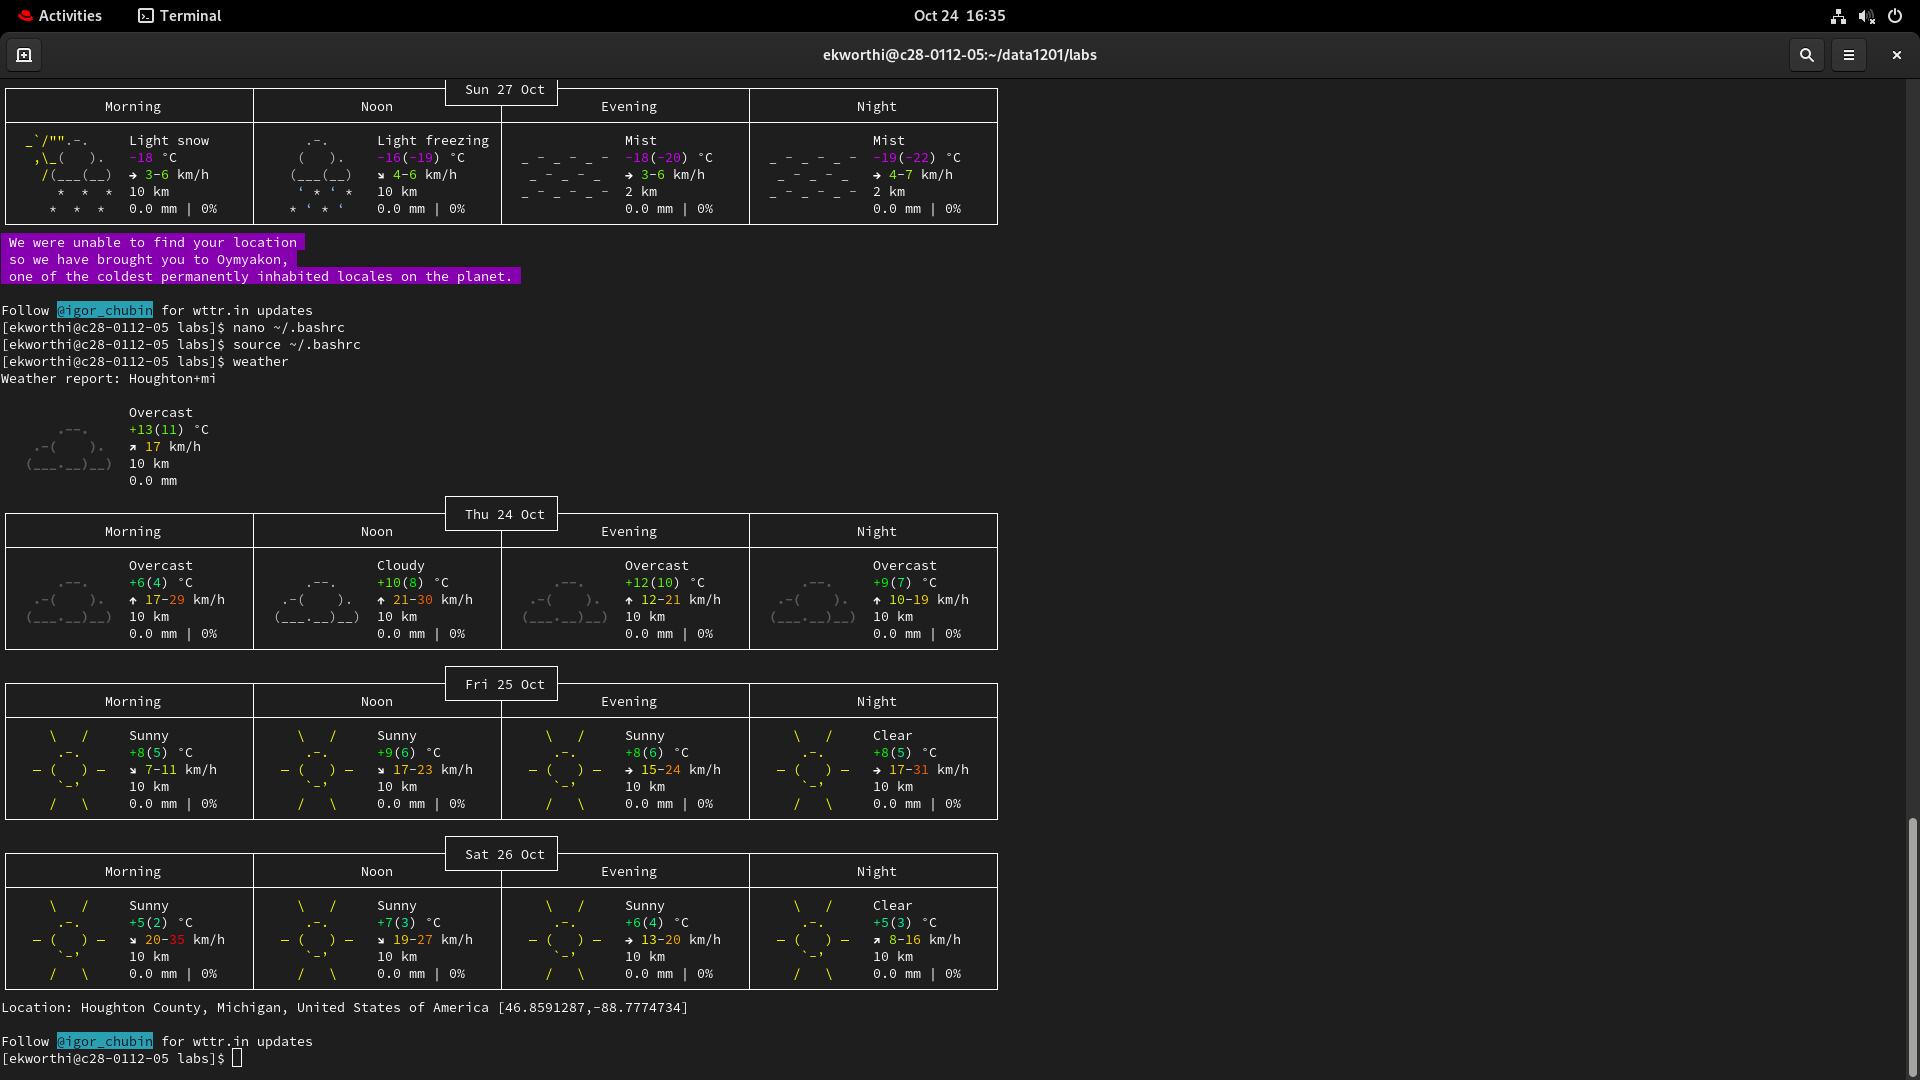 Activities Terminal Oct 24 16:35
ekworthi@c28-0112-05:~/data1201/labs
Sun 27 Oct
Morning Noon Evening Night
Light snow Light freezing Mist Mist
-18 °C -16(-19) °C -18(-20) °C -19(-22) °C
↘ 3-6 km/h ↘ 4-6 km/h → 3-6 km/h → 4-7 km/h
10 km 10 km 2 km 2 km
0.0 mm | 0% 0.0 mm | 0% 0.0 mm | 0% 0.0 mm | 0%
We were unable to find your location
so we have brought you to Oymyakon,
one of the coldest permanently inhabited locales on the planet.
Follow @igor_chubin for wttr.in updates
[ekworthi@c28-0112-05 labs]$ nano ~/.bashrc
[ekworthi@c28-0112-05 labs]$ source ~/.bashrc
[ekworthi@c28-0112-05 labs]$ weather
Weather report: Houghton+mi
Overcast
+13(11) °C
↗ 17 km/h
10 km
0.0 mm
Thu 24 Oct
Morning Noon Evening Night
Overcast Cloudy Overcast Overcast
+6(4) °C +10(8) °C +12(10) °C +9(7) °C
↑ 17-29 km/h ↑ 21-30 km/h ↑ 12-21 km/h ↑ 10-19 km/h
10 km 10 km 10 km 10 km
0.0 mm | 0% 0.0 mm | 0% 0.0 mm | 0% 0.0 mm | 0%
Fri 25 Oct
Morning Noon Evening Night
Sunny Sunny Sunny Clear
+8(5) °C +9(6) °C +8(6) °C +8(5) °C
↘ 7-11 km/h ↘ 17-23 km/h → 15-24 km/h → 17-31 km/h
10 km 10 km 10 km 10 km
0.0 mm | 0% 0.0 mm | 0% 0.0 mm | 0% 0.0 mm | 0%
Sat 26 Oct
Morning Noon Evening Night
Sunny Sunny Sunny Clear
+5(2) °C +7(3) °C +6(4) °C +5(3) °C
↘ 20-35 km/h ↘ 19-27 km/h → 13-20 km/h ↗ 8-16 km/h
10 km 10 km 10 km 10 km
0.0 mm | 0% 0.0 mm | 0% 0.0 mm | 0% 0.0 mm | 0%
Location: Houghton County, Michigan, United States of America [46.8591287,-88.7774734]
Follow @igor_chubin for wttr.in updates
[ekworthi@c28-0112-05 labs]$